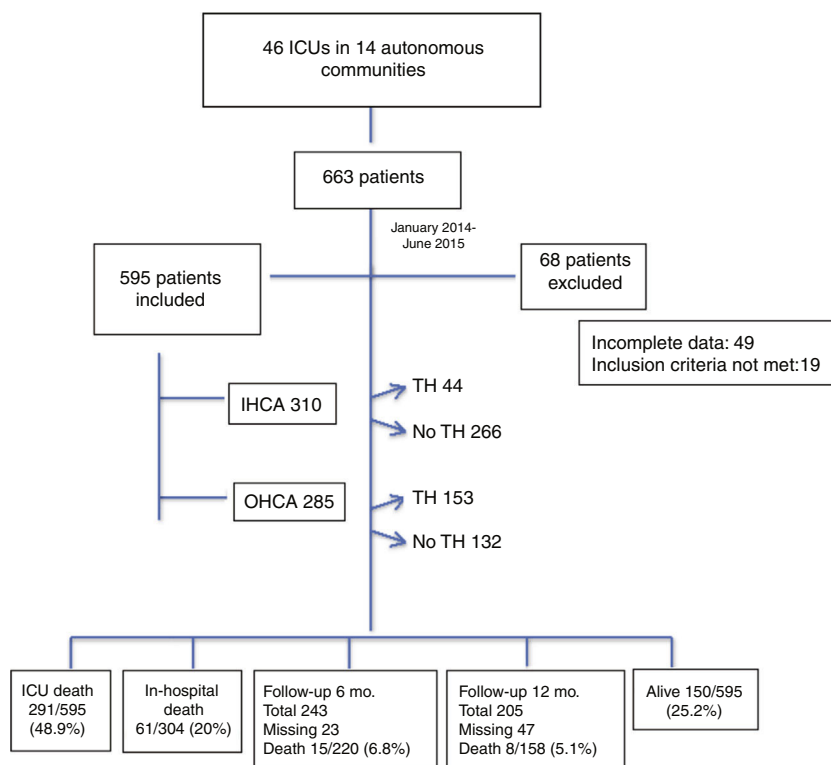 46 ICUs in 14 autonomous
communities
663 patients
January 2014-
June 2015
595 patients
included
68 patients
excluded
Incomplete data: 49
Inclusion criteria not met:19
IHCA 310
TH 44
No TH 266
OHCA 285
TH 153
No TH 132
ICU death
291/595
(48.9%)
In-hospital
death
61/304 (20%)
Follow-up 6 mo.
Total 243
Missing 23
Death 15/220 (6.8%)
Follow-up 12 mo.
Total 205
Missing 47
Death 8/158 (5.1%)
Alive 150/595
(25.2%)